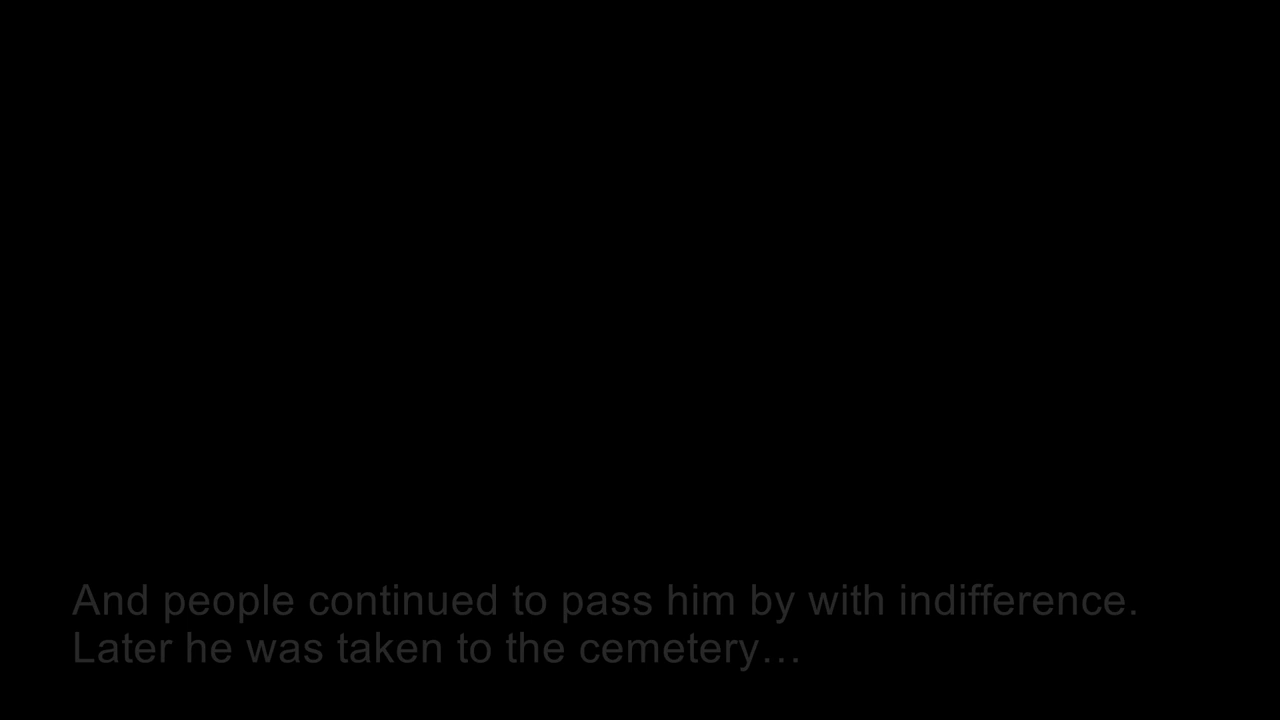 And people continued to pass him by with indifference.
Later he was taken to the cemetery…